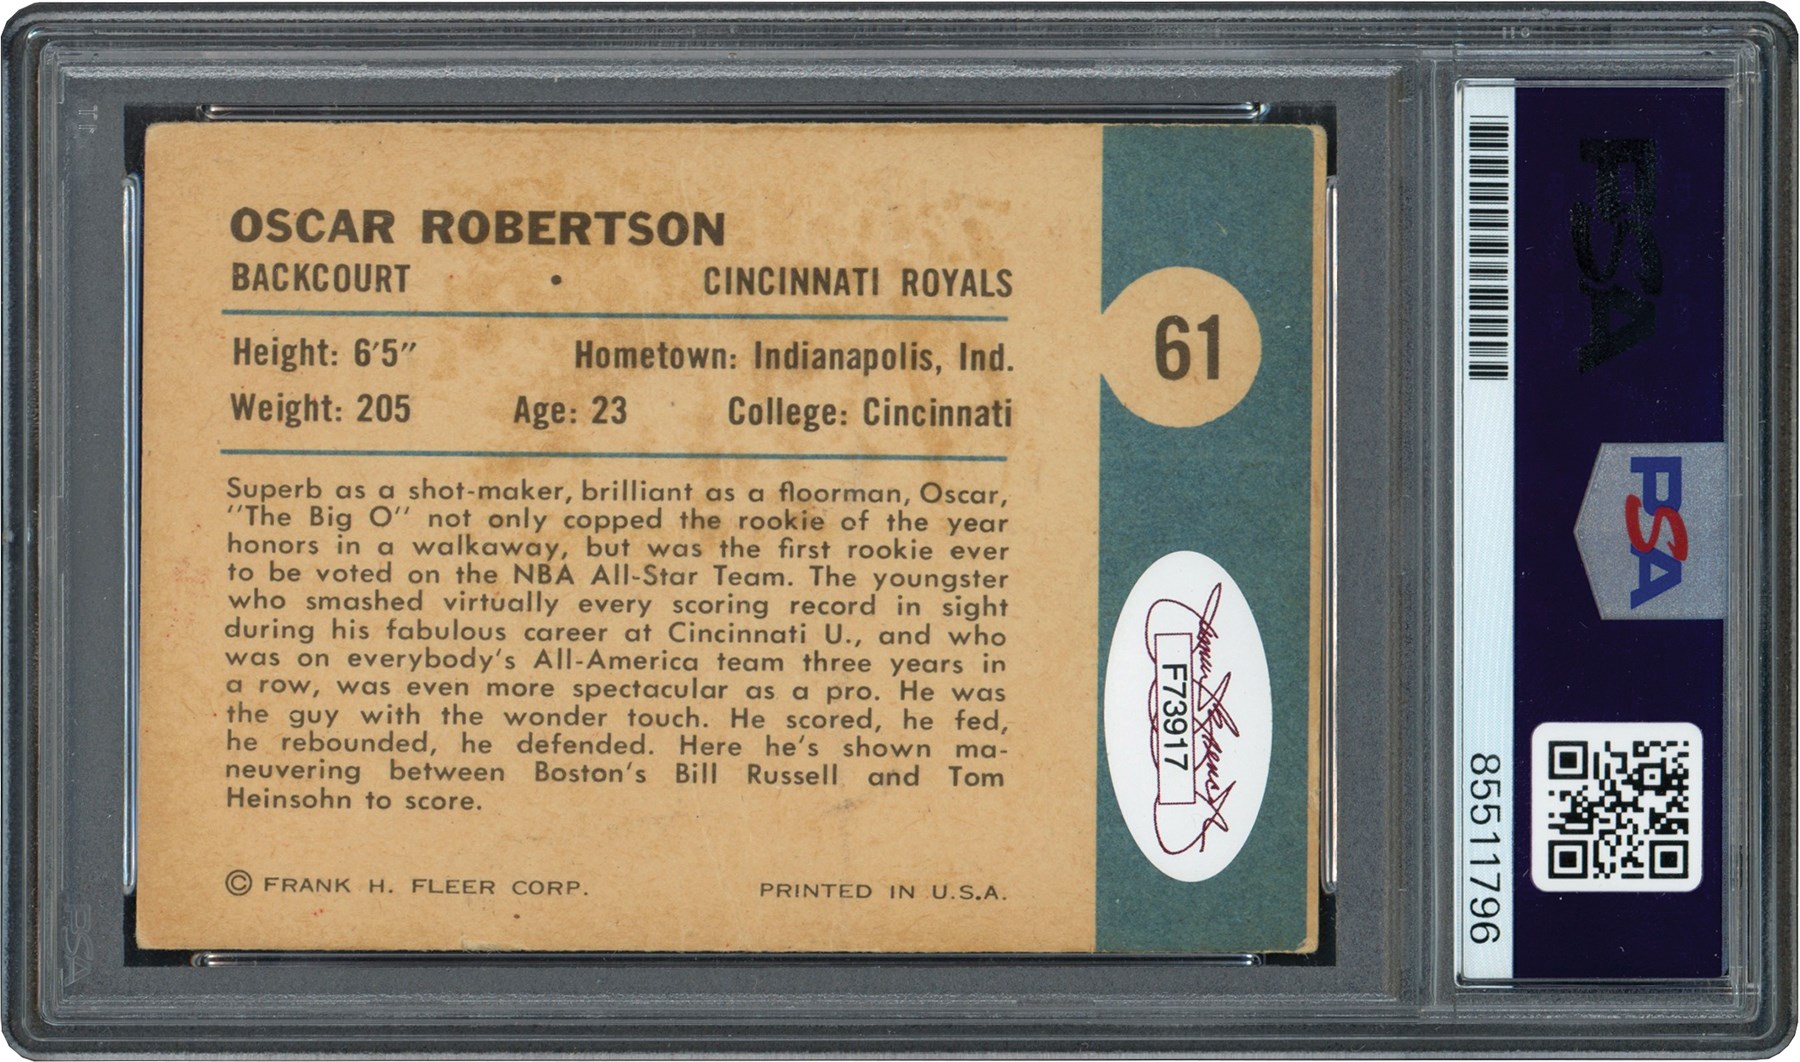 OSCAR ROBERTSON
BACKCOURT • CINCINNATI ROYALS
Height: 6'5" Hometown: Indianapolis, Ind.
Weight: 205 Age: 23 College: Cincinnati
61
Superb as a shot-maker, brilliant as a floorman, Oscar,
"The Big O" not only copped the rookie of the year
honors in a walkaway, but was the first rookie ever
to be voted on the NBA All-Star Team. The youngster
who smashed virtually every scoring record in sight
during his fabulous career at Cincinnati U., and who
was on everybody's All-America team three years in
a row, was even more spectacular as a pro. He was
the guy with the wonder touch. He scored, he fed,
he rebounded, he defended. Here he's shown ma-
neuvering between Boston's Bill Russell and Tom
Heinsohn to score.
© FRANK H. FLEER CORP. PRINTED IN U.S.A.
F73917
PSA
PSA
85511796
PSA